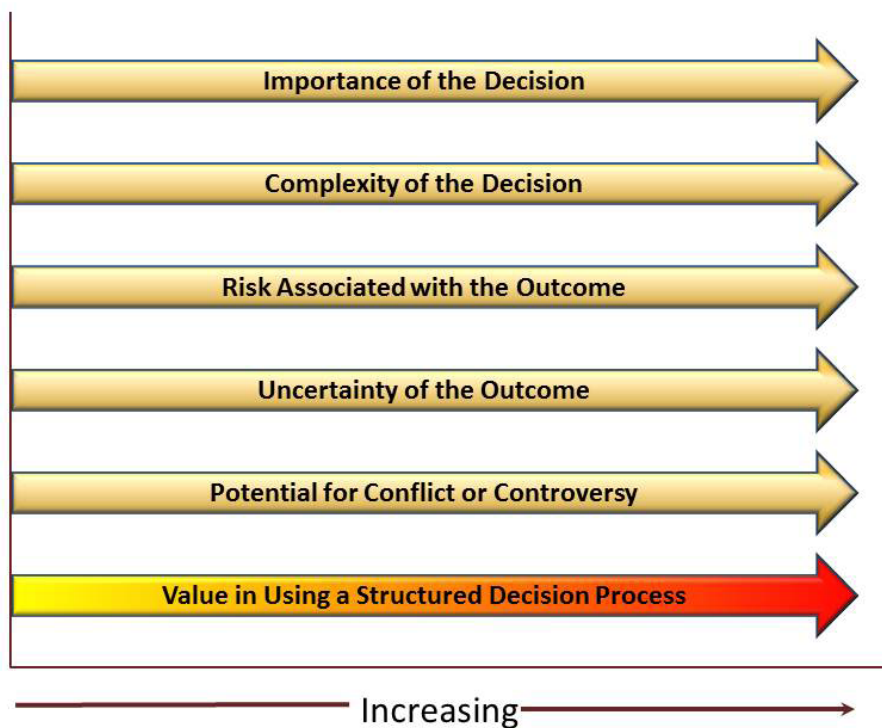 Importance of the Decision
Complexity of the Decision
Risk Associated with the Outcome
Uncertainty of the Outcome
Potential for Conflict or Controversy
Value in Using a Structured Decision Process
Increasing